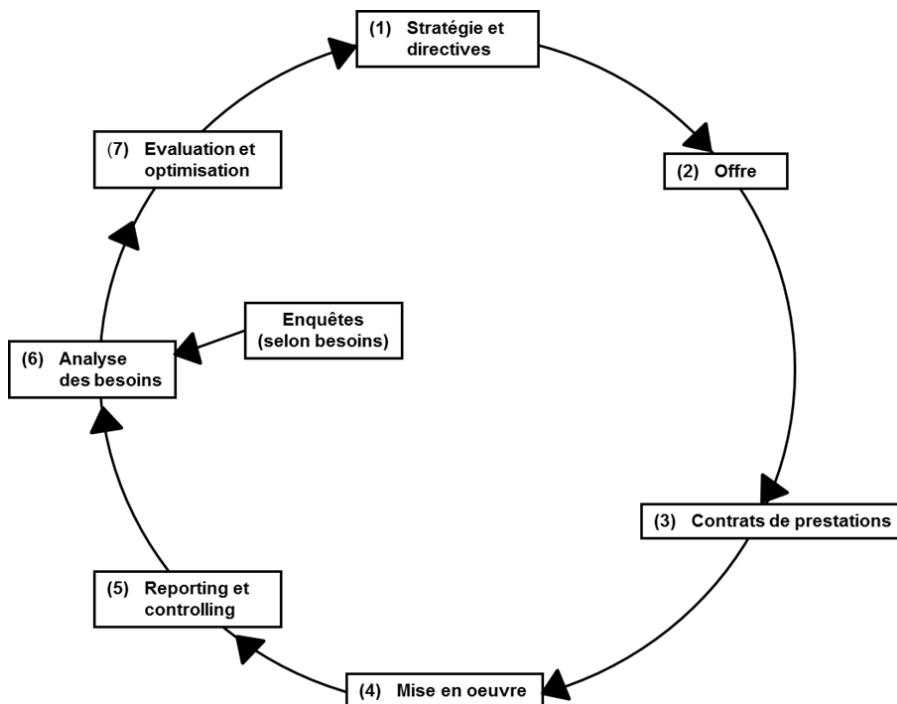 (1) Stratégie et
directives
(2) Offre
(3) Contrats de prestations
(4) Mise en oeuvre
(5) Reporting et
controlling
(6) Analyse
des besoins
Enquêtes
(selon besoins)
(7) Evaluation et
optimisation